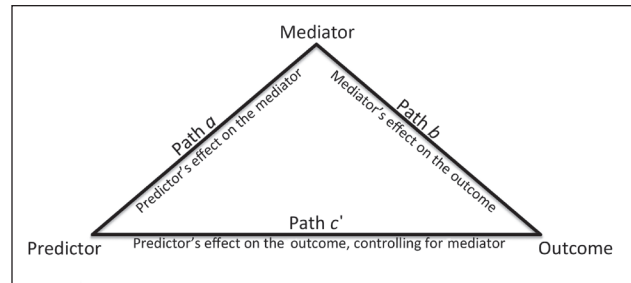 Mediator
Path a
Predictor's effect on the mediator
Path b
Mediator's effect on the outcome
Path c'
Predictor's effect on the outcome, controlling for mediator
Predictor
Outcome